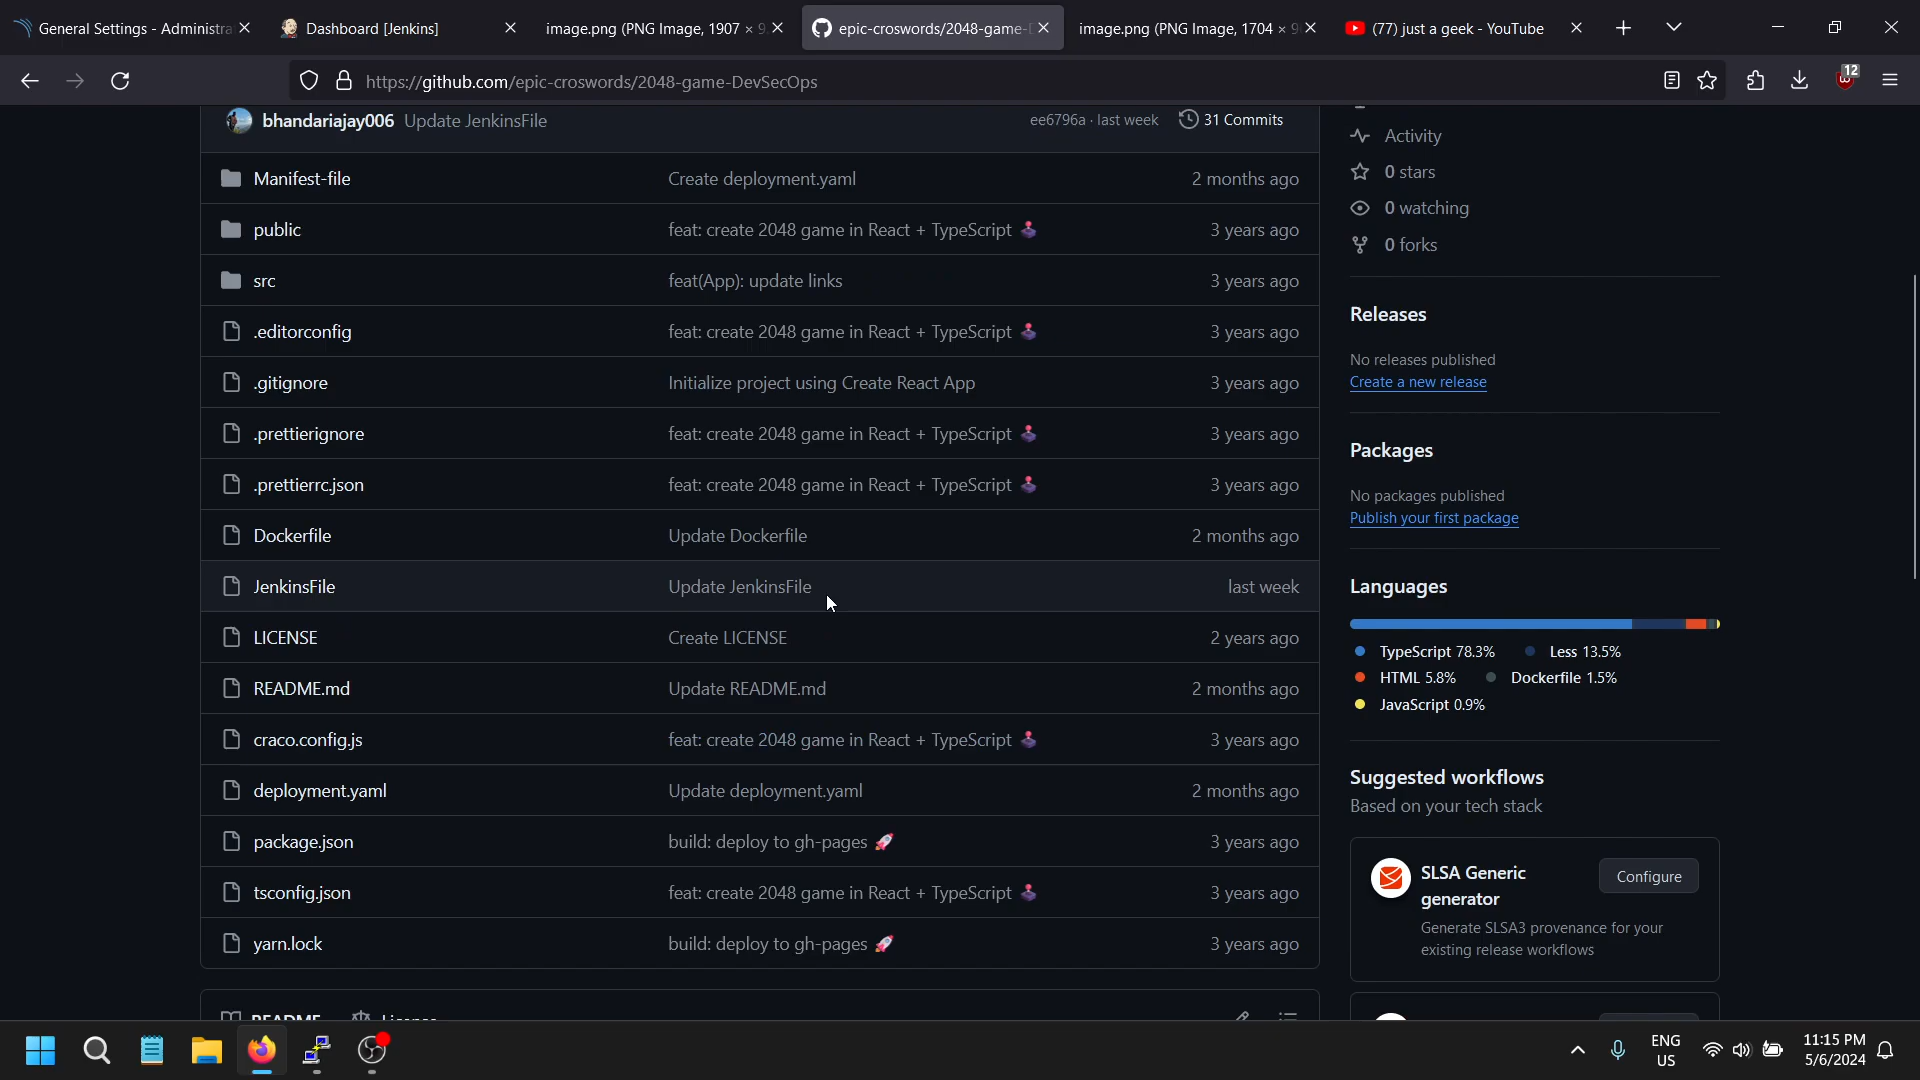 General Settings - Administra
Dashboard [Jenkins]
image.png (PNG Image, 1907 × 9
epic-croswords/2048-game-D
image.png (PNG Image, 1704 × 9
(77) just a geek - YouTube
https://github.com/epic-croswords/2048-game-DevSecOps
12
bhandariajay006 Update JenkinsFile ee6796a · last week 31 Commits
Manifest-file Create deployment.yaml 2 months ago
public feat: create 2048 game in React + TypeScript 🕹️ 3 years ago
src feat(App): update links 3 years ago
.editorconfig feat: create 2048 game in React + TypeScript 🕹️ 3 years ago
.gitignore Initialize project using Create React App 3 years ago
.prettierignore feat: create 2048 game in React + TypeScript 🕹️ 3 years ago
.prettierrc.json feat: create 2048 game in React + TypeScript 🕹️ 3 years ago
Dockerfile Update Dockerfile 2 months ago
JenkinsFile Update JenkinsFile last week
LICENSE Create LICENSE 2 years ago
README.md Update README.md 2 months ago
craco.config.js feat: create 2048 game in React + TypeScript 🕹️ 3 years ago
deployment.yaml Update deployment.yaml 2 months ago
package.json build: deploy to gh-pages 🚀 3 years ago
tsconfig.json feat: create 2048 game in React + TypeScript 🕹️ 3 years ago
yarn.lock build: deploy to gh-pages 🚀 3 years ago
README License
Activity
0 stars
0 watching
0 forks
Releases
No releases published
Create a new release
Packages
No packages published
Publish your first package
Languages
TypeScript 78.3% Less 13.5%
HTML 5.8% Dockerfile 1.5%
JavaScript 0.9%
Suggested workflows
Based on your tech stack
SLSA Generic
generator
Configure
Generate SLSA3 provenance for your
existing release workflows
ENG
US
11:15 PM
5/6/2024